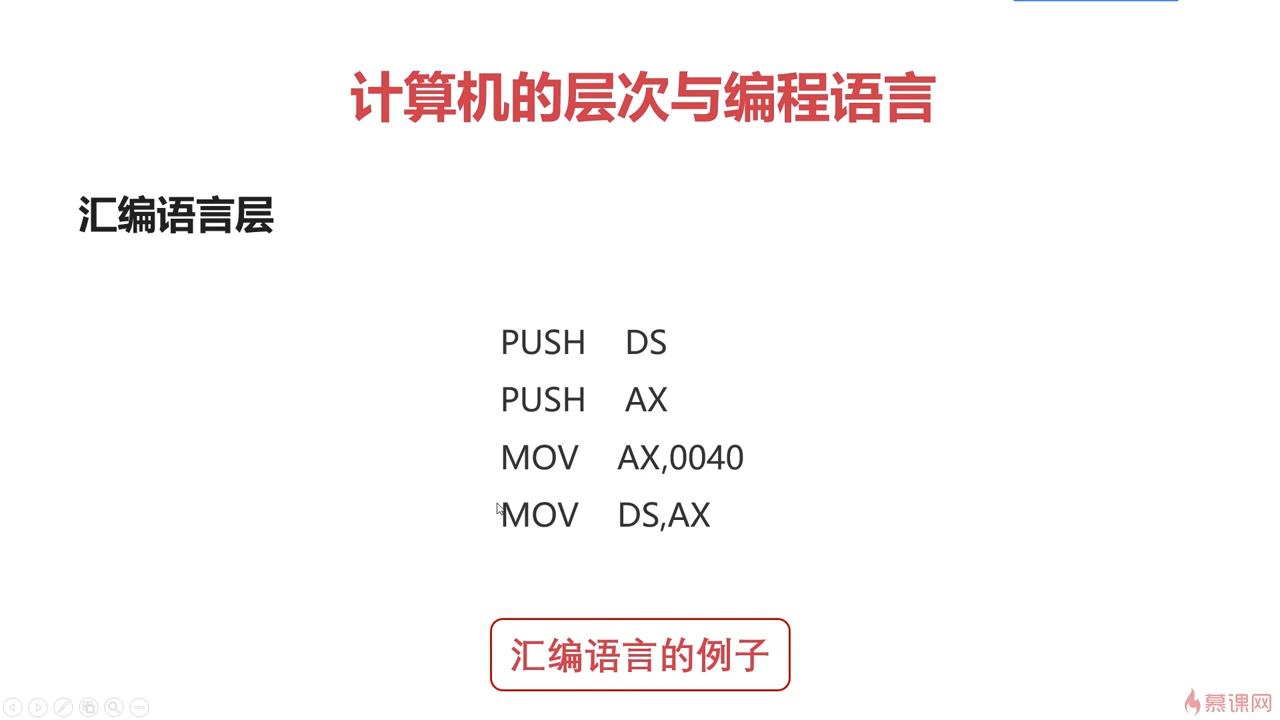 计算机的层次与编程语言
汇编语言层
PUSH DS
PUSH AX
MOV AX,0040
MOV DS,AX
汇编语言的例子
慕课网